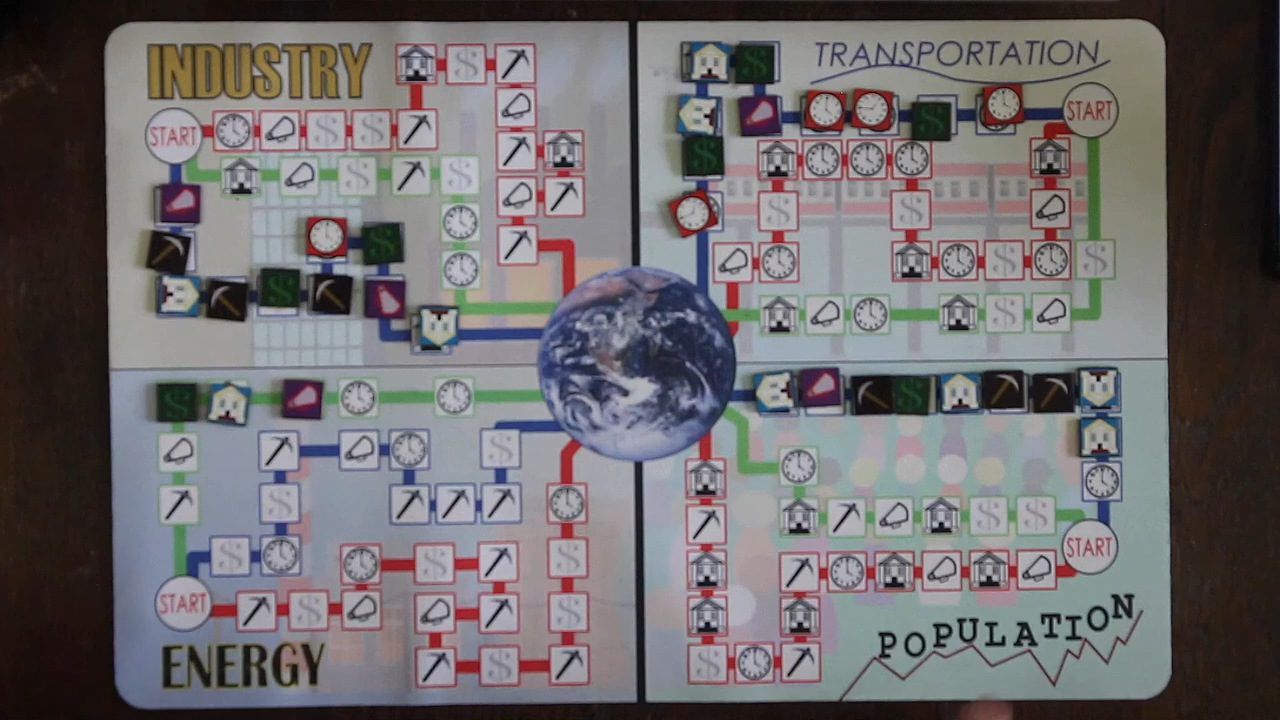 INDUSTRY
TRANSPORTATION
START
START
START
START
ENERGY
POPULATION